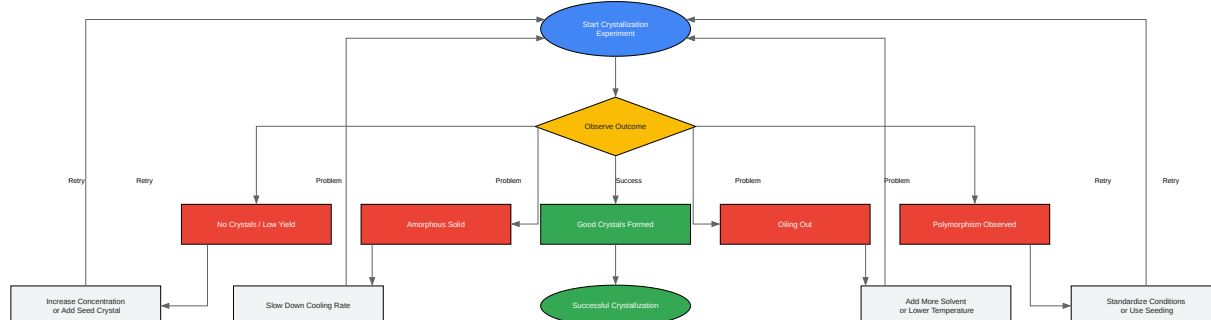 Start Crystallization
Experiment
Observe Outcome
Retry
Retry
Problem
Problem
Success
Problem
Problem
Retry
Retry
No Crystals / Low Yield
Amorphous Solid
Good Crystals Formed
Oiling Out
Polymorphism Observed
Increase Concentration
or Add Seed Crystal
Slow Down Cooling Rate
Successful Crystallization
Add More Solvent
or Lower Temperature
Standardize Conditions
or Use Seeding